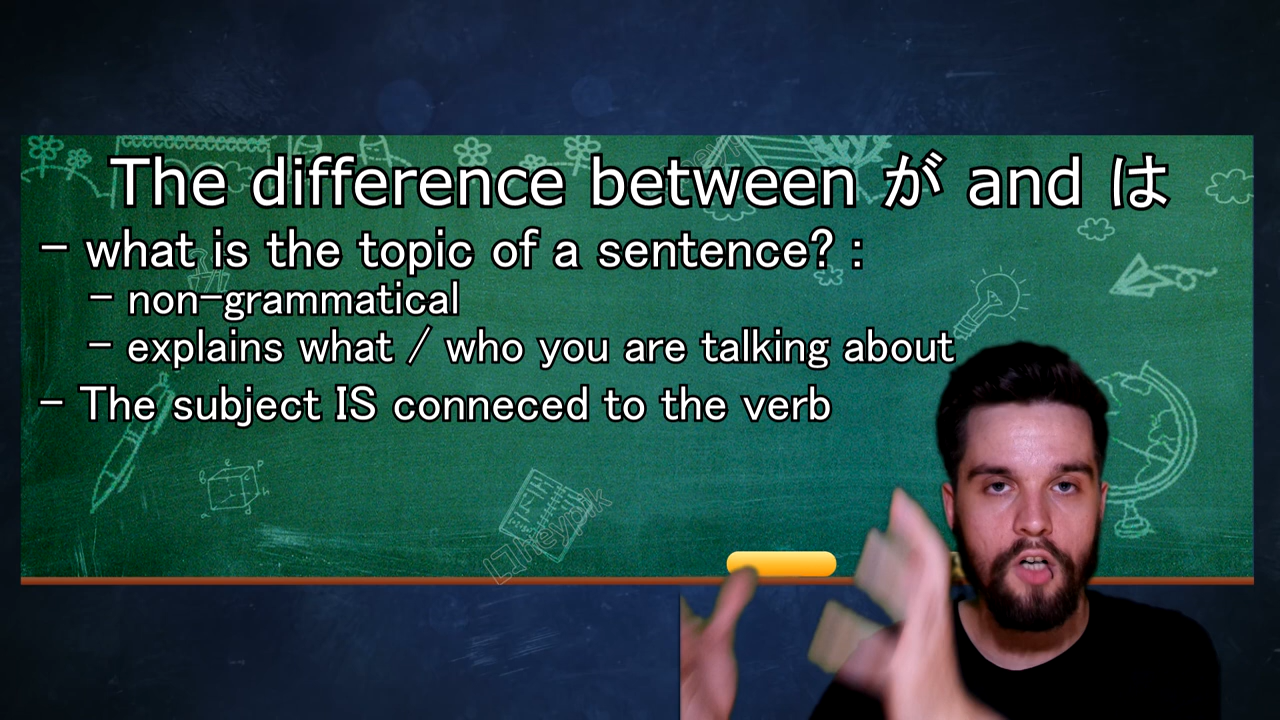 The difference between が and は
- what is the topic of a sentence? :
- non-grammatical
- explains what / who you are talking about
- The subject IS conneced to the verb